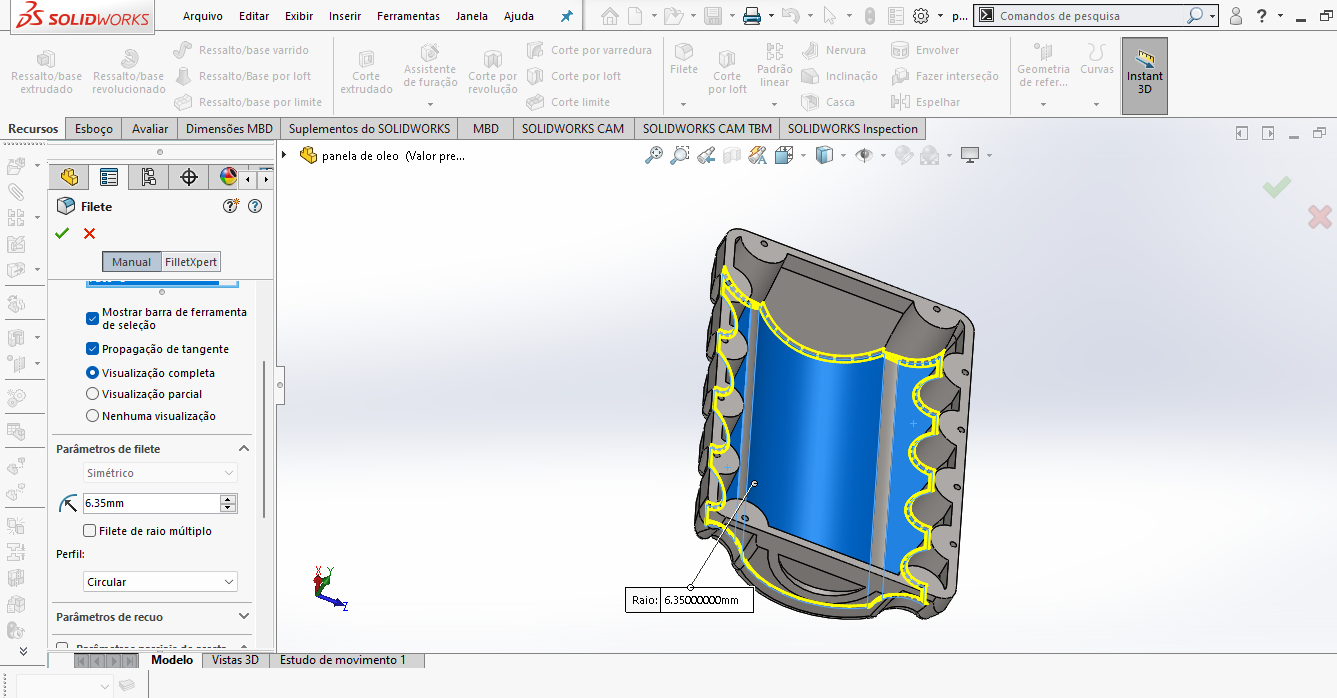 SOLIDWORKS
Arquivo Editar Exibir Inserir Ferramentas Janela Ajuda
p...
Comandos de pesquisa
?
Ressalto/base extrudado
Ressalto/base revolucionado
Ressalto/base varrido
Ressalto/Base por loft
Ressalto/base por limite
Corte extrudado
Assistente de furação
Corte por revolução
Corte por varredura
Corte por loft
Corte limite
Filete
Corte por loft
Padrão linear
Nervura
Inclinação
Casca
Envolver
Fazer interseção
Espelhar
Geometria de refer...
Curvas
Instant 3D
Recursos Esboço Avaliar Dimensões MBD Suplementos do SOLIDWORKS MBD SOLIDWORKS CAM SOLIDWORKS CAM TBM SOLIDWORKS Inspection
panela de oleo (Valor pre...
Filete
Manual FilletXpert
Mostrar barra de ferramenta
de seleção
Propagação de tangente
Visualização completa
Visualização parcial
Nenhuma visualização
Parâmetros de filete
Simétrico
6.35mm
Filete de raio múltiplo
Perfil:
Circular
Parâmetros de recuo
X
Y
Z
Raio: 6.35000000mm
Modelo Vistas 3D Estudo de movimento 1